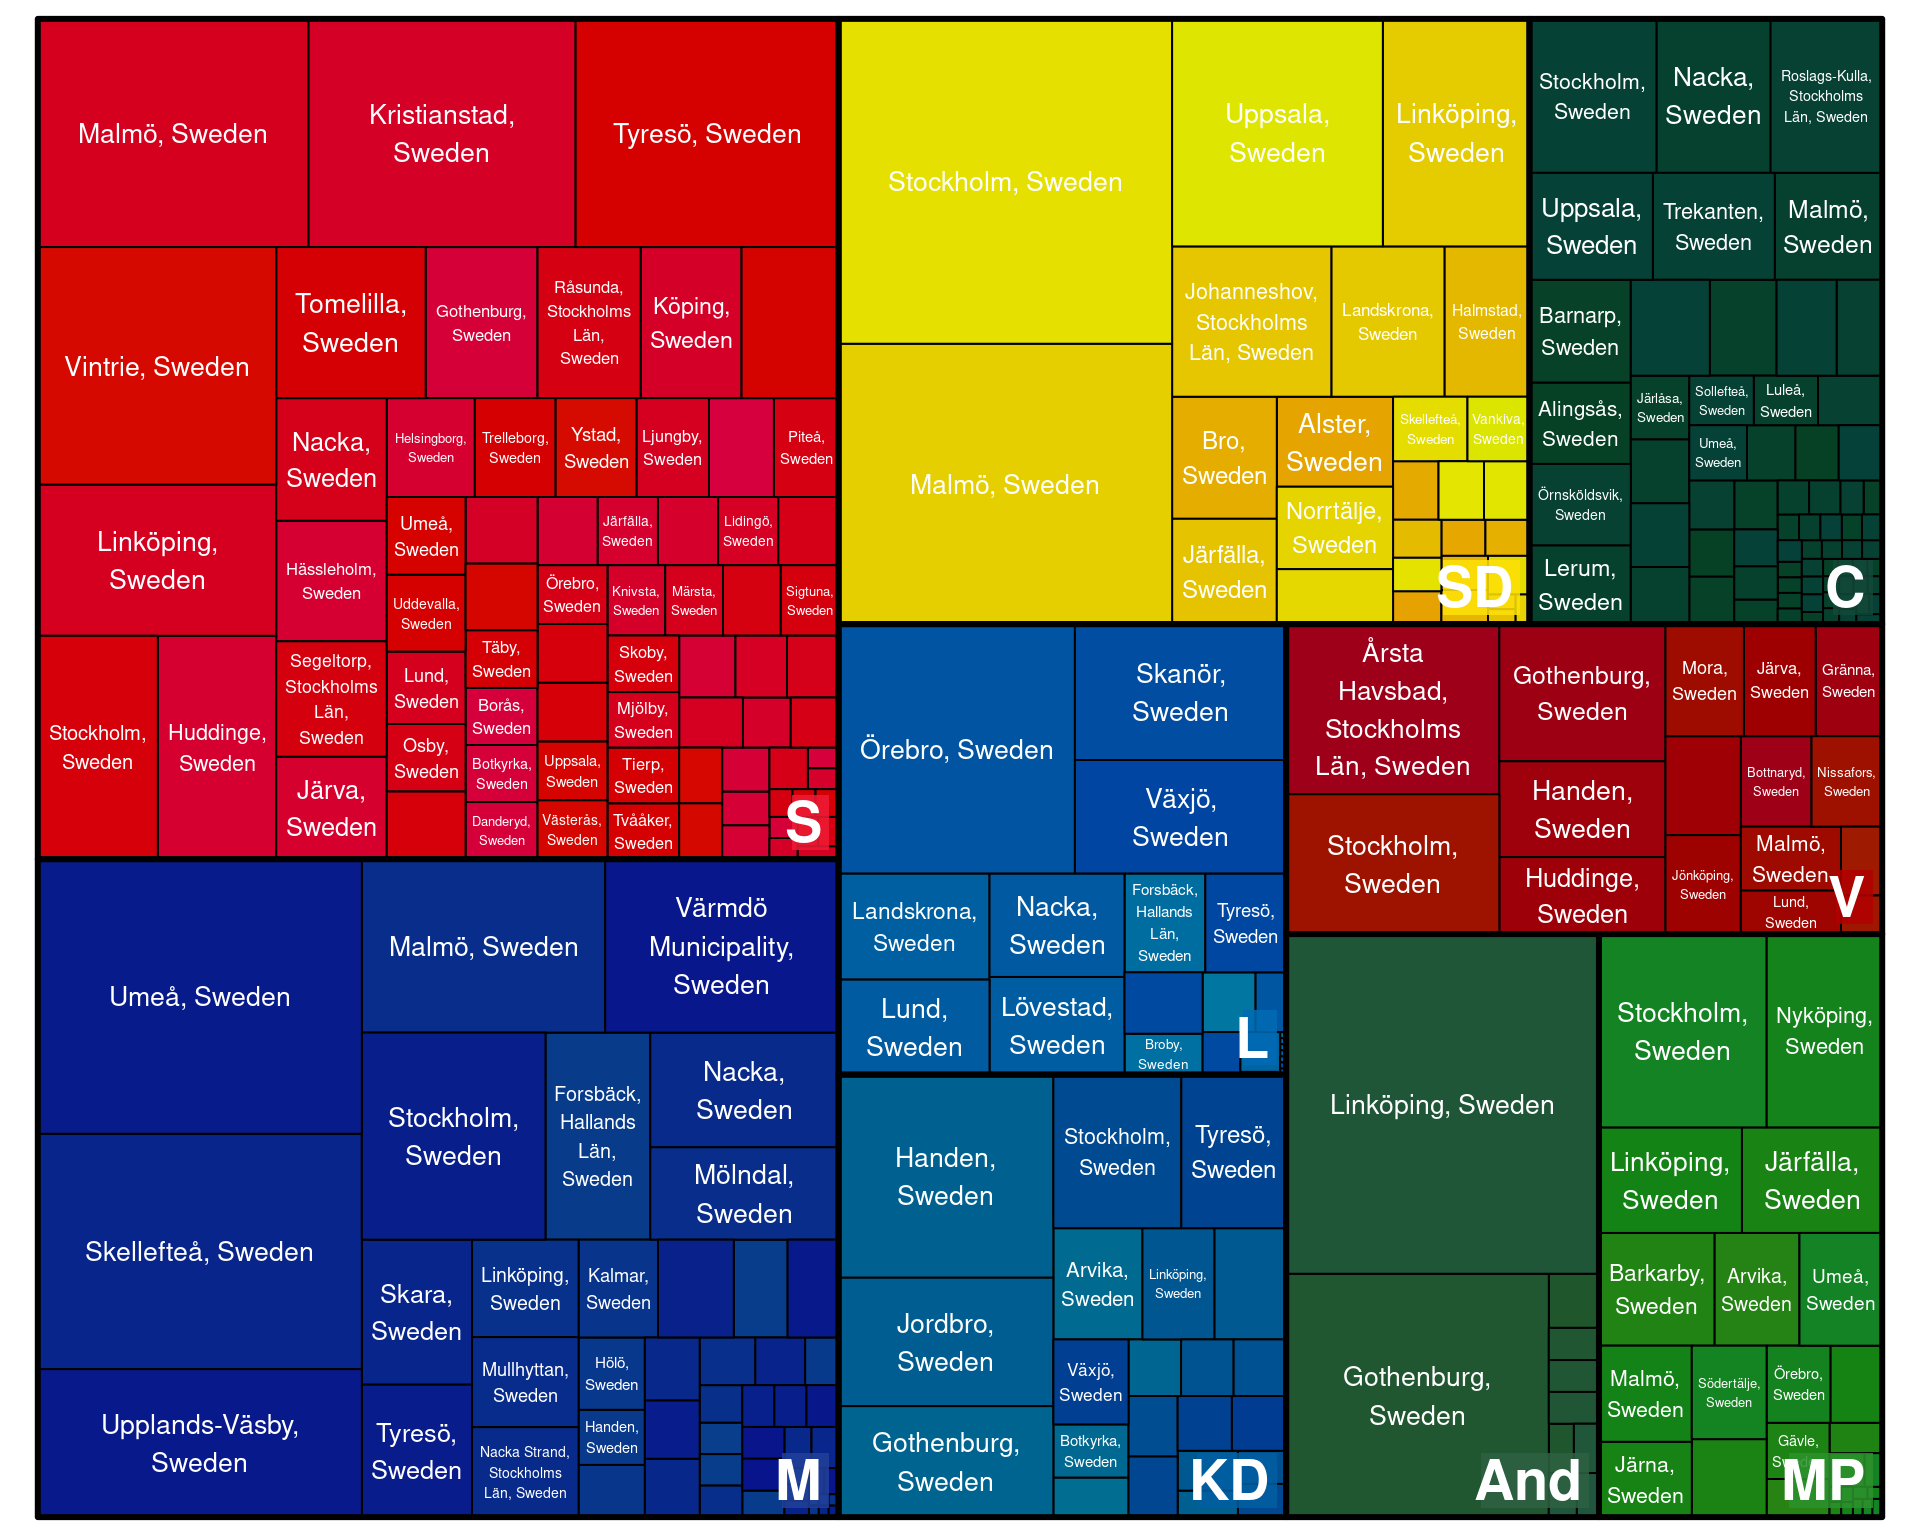 Malmö, Sweden
Kristianstad,
Sweden
Tyresö, Sweden
Vintrie, Sweden
Tomelilla,
Sweden
Gothenburg,
Sweden
Råsunda,
Stockholms
Län,
Sweden
Köping,
Sweden
Linköping,
Sweden
Nacka,
Sweden
Helsingborg,
Sweden
Trelleborg,
Sweden
Ystad,
Sweden
Ljungby,
Sweden
Piteå,
Sweden
Hässleholm,
Sweden
Umeå,
Sweden
Järfälla,
Sweden
Lidingö,
Sweden
Uddevalla,
Sweden
Örebro,
Sweden
Knivsta,
Sweden
Märsta,
Sweden
Sigtuna,
Sweden
Stockholm,
Sweden
Huddinge,
Sweden
Segeltorp,
Stockholms
Län,
Sweden
Lund,
Sweden
Täby,
Sweden
Skoby,
Sweden
Borås,
Sweden
Mjölby,
Sweden
Osby,
Sweden
Järva,
Sweden
Botkyrka,
Sweden
Uppsala,
Sweden
Tierp,
Sweden
Danderyd,
Sweden
Västerås,
Sweden
Tvååker,
Sweden
S
Stockholm, Sweden
Uppsala,
Sweden
Linköping,
Sweden
Malmö, Sweden
Johanneshov,
Stockholms
Län, Sweden
Landskrona,
Sweden
Halmstad,
Sweden
Bro,
Sweden
Alster,
Sweden
Skellefteå,
Sweden
Vankiva,
Sweden
Järfälla,
Sweden
Norrtälje,
Sweden
SD
Stockholm,
Sweden
Nacka,
Sweden
Roslags-Kulla,
Stockholms
Län, Sweden
Uppsala,
Sweden
Trekanten,
Sweden
Malmö,
Sweden
Barnarp,
Sweden
Alingsås,
Sweden
Järlåsa,
Sweden
Sollefteå,
Sweden
Luleå,
Sweden
Umeå,
Sweden
Örnsköldsvik,
Sweden
Lerum,
Sweden
C
Örebro, Sweden
Skanör,
Sweden
Växjö,
Sweden
Landskrona,
Sweden
Nacka,
Sweden
Forsbäck,
Hallands
Län,
Sweden
Tyresö,
Sweden
Lund,
Sweden
Lövestad,
Sweden
Broby,
Sweden
L
Årsta
Havsbad,
Stockholms
Län, Sweden
Gothenburg,
Sweden
Mora,
Sweden
Järva,
Sweden
Gränna,
Sweden
Stockholm,
Sweden
Handen,
Sweden
Bottnaryd,
Sweden
Nissafors,
Sweden
Huddinge,
Sweden
Jönköping,
Sweden
Malmö,
Sweden
Lund,
Sweden
V
Umeå, Sweden
Malmö, Sweden
Värmdö
Municipality,
Sweden
Skellefteå, Sweden
Stockholm,
Sweden
Forsbäck,
Hallands
Län,
Sweden
Nacka,
Sweden
Mölndal,
Sweden
Upplands-Väsby,
Sweden
Skara,
Sweden
Linköping,
Sweden
Kalmar,
Sweden
Mullhyttan,
Sweden
Hölö,
Sweden
Tyresö,
Sweden
Handen,
Sweden
Nacka Strand,
Stockholms
Län, Sweden
M
Handen,
Sweden
Stockholm,
Sweden
Tyresö,
Sweden
Jordbro,
Sweden
Arvika,
Sweden
Linköping,
Sweden
Växjö,
Sweden
Gothenburg,
Sweden
Botkyrka,
Sweden
KD
Linköping, Sweden
Gothenburg,
Sweden
And
Stockholm,
Sweden
Nyköping,
Sweden
Linköping,
Sweden
Järfälla,
Sweden
Barkarby,
Sweden
Arvika,
Sweden
Umeå,
Sweden
Malmö,
Sweden
Södertälje,
Sweden
Örebro,
Sweden
Järna,
Sweden
Gävle,
MP